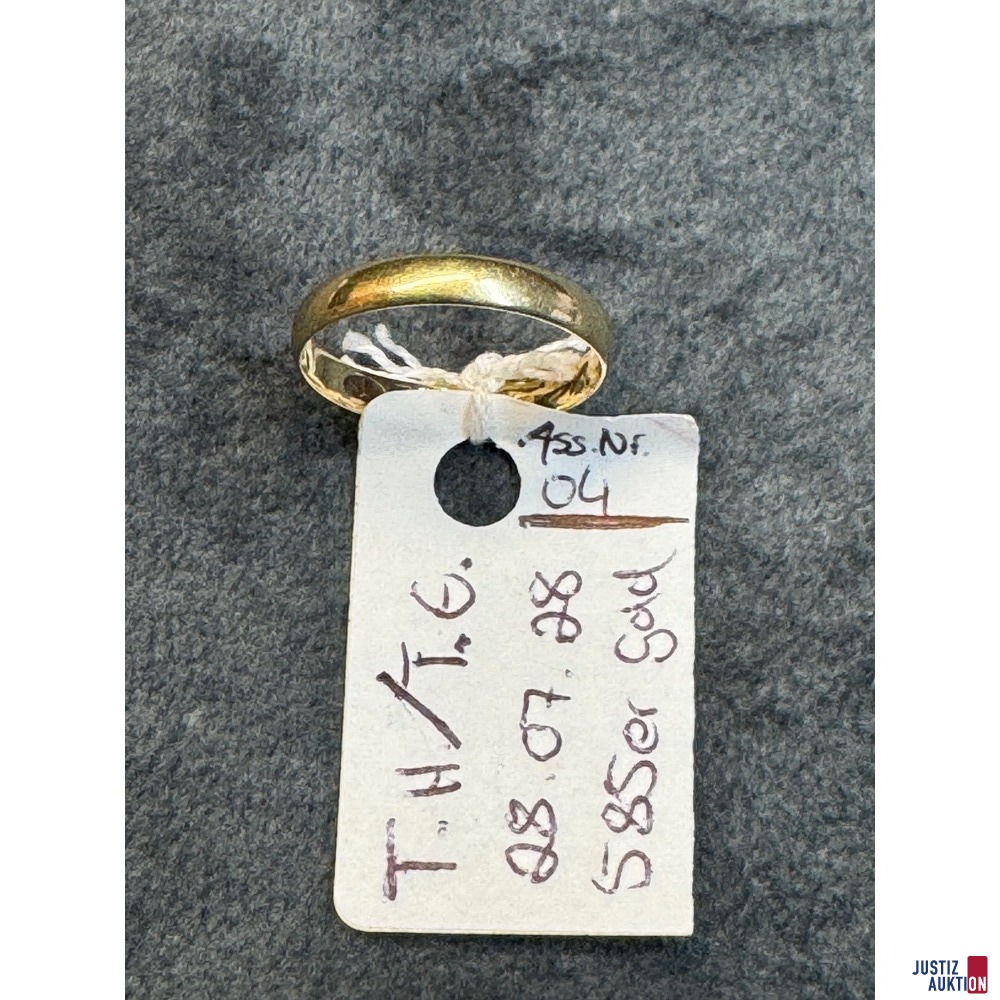 Ass.Nr.
04
T.H/T.E.
28.07.28
585er Gold
JUSTIZ
AUKTION